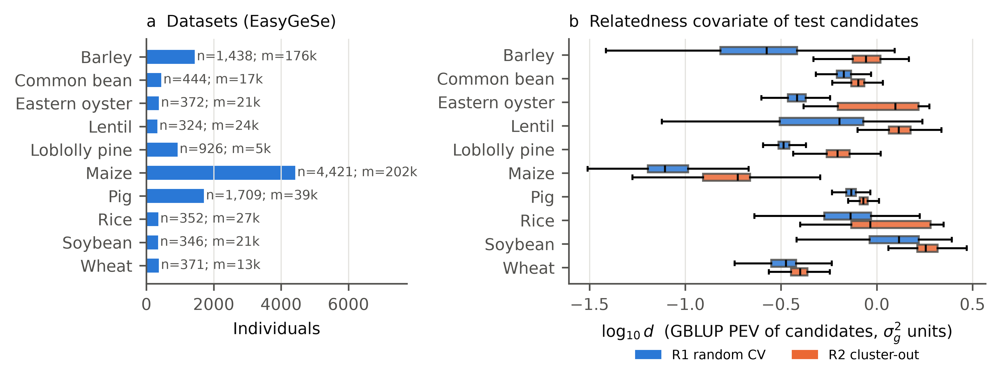 a Datasets (EasyGeSe)
Barley
n=1,438; m=176k
Common bean
n=444; m=17k
Eastern oyster
n=372; m=21k
Lentil
n=324; m=24k
Loblolly pine
n=926; m=5k
Maize
n=4,421; m=202k
Pig
n=1,709; m=39k
Rice
n=352; m=27k
Soybean
n=346; m=21k
Wheat
n=371; m=13k
0 2000 4000 6000
Individuals
b Relatedness covariate of test candidates
Barley
Common bean
Eastern oyster
Lentil
Loblolly pine
Maize
Pig
Rice
Soybean
Wheat
−1.5 −1.0 −0.5 0.0 0.5
log₁₀ d (GBLUP PEV of candidates, σ²g units)
R1 random CV R2 cluster-out